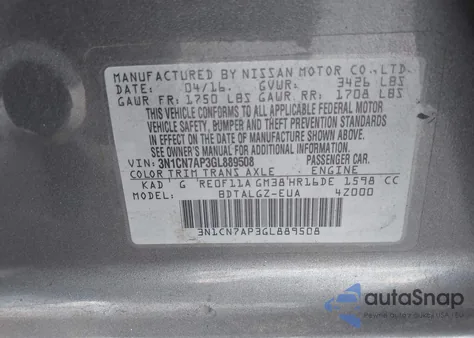 MANUFACTURED BY NISSAN MOTOR CO.,LTD.
DATE: 04/16. GVWR: 3426 LBS
GAWR FR: 1750 LBS GAWR RR: 1708 LBS
THIS VEHICLE CONFORMS TO ALL APPLICABLE FEDERAL MOTOR
VEHICLE SAFETY, BUMPER AND THEFT PREVENTION STANDARDS
IN EFFECT ON THE DATE OF MANUFACTURE SHOWN ABOVE.
SEE OWNER'S MANUAL FOR ADDITIONAL INFORMATION
VIN: 3N1CN7AP3GL889508 PASSENGER CAR.
COLOR TRIM TRANS AXLE ENGINE
KAD G RE0F11A GM38 HR16DE 1598 CC
MODEL: BDTALGZ-EUA 4Z000
3N1CN7AP3GL889508
autoSnap